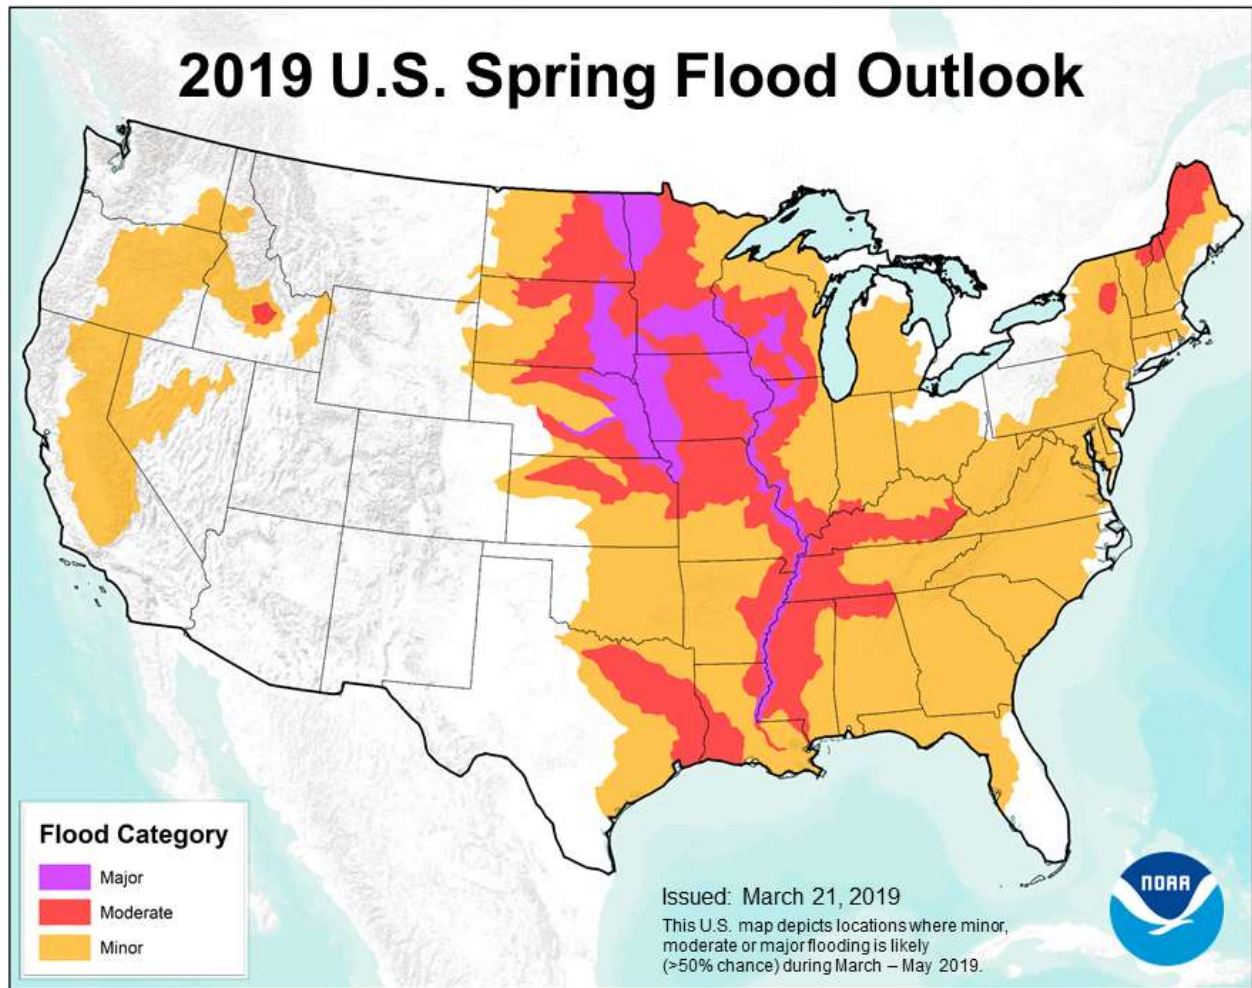 2019 U.S. Spring Flood Outlook
Flood Category
Major
Moderate
Minor
Issued: March 21, 2019
This U.S. map depicts locations where minor,
moderate or major flooding is likely
(>50% chance) during March – May 2019.
NOAA